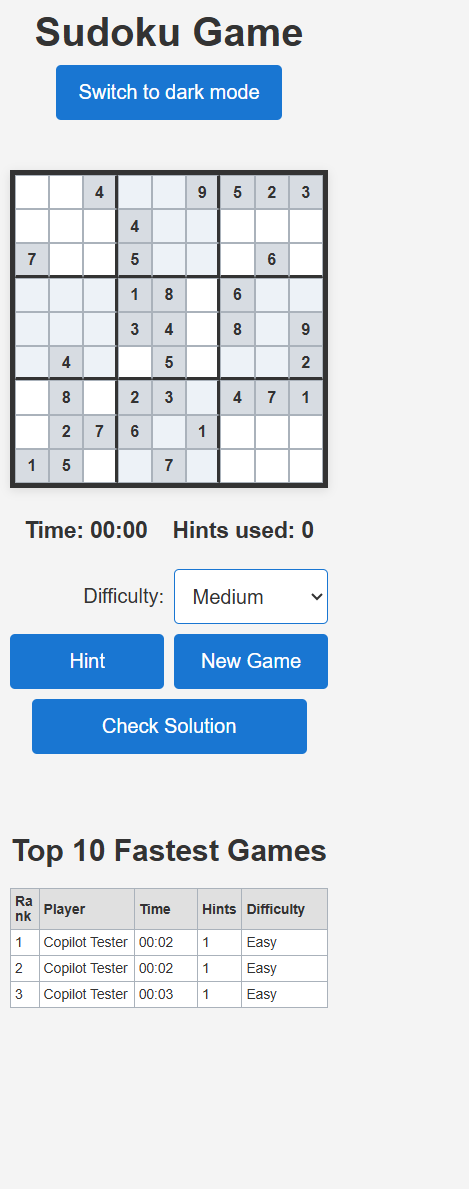 Sudoku Game
Switch to dark mode
4 9 5 2 3
4
7 5 6
1 8 6
3 4 8 9
4 5 2
8 2 3 4 7 1
2 7 6 1
1 5 7
Time: 00:00 Hints used: 0
Difficulty: Medium
Hint New Game
Check Solution
Top 10 Fastest Games
Rank Player Time Hints Difficulty
1 Copilot Tester 00:02 1 Easy
2 Copilot Tester 00:02 1 Easy
3 Copilot Tester 00:03 1 Easy